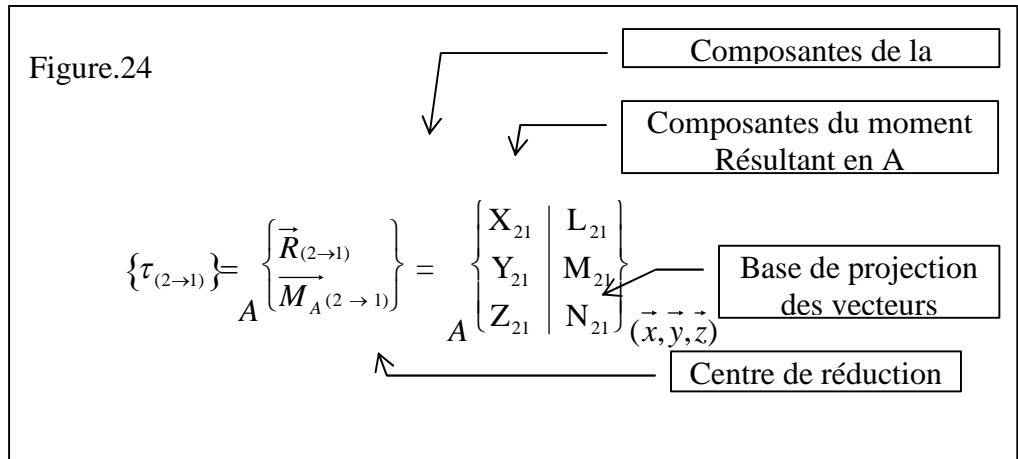 Figure.24
Composantes de la
Composantes du moment
Résultant en A
{τ(2→1)}= A{R⃗(2→1) M⃗A(2→1)} = A{X21 | L21
Y21 | M21
Z21 | N21}(x⃗,y⃗,z⃗)
Base de projection
des vecteurs
Centre de réduction